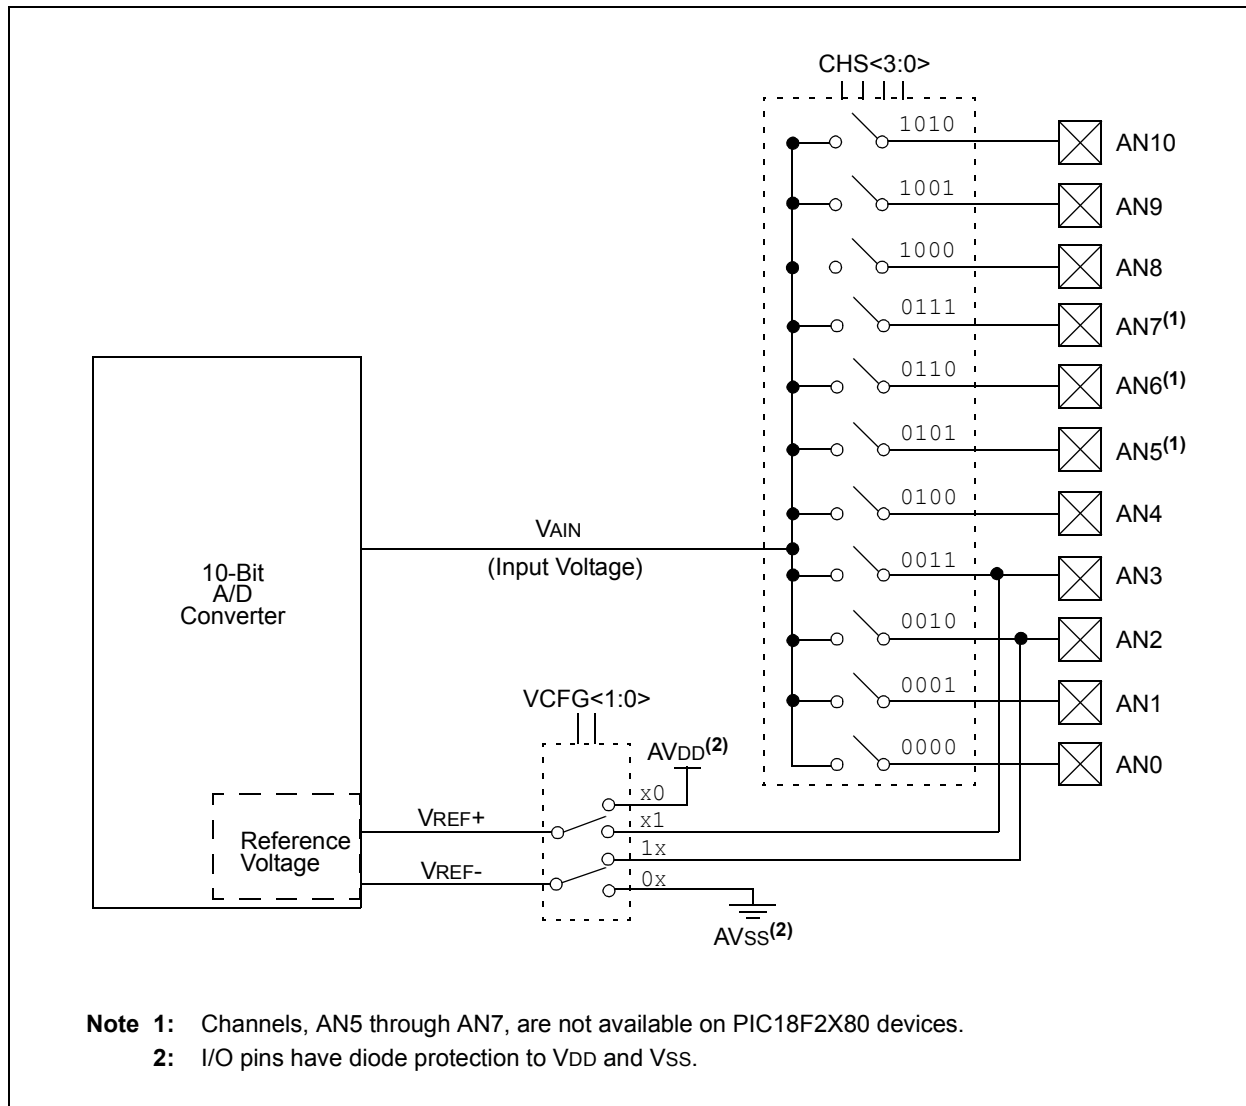 CHS<3:0>
1010 AN10
1001 AN9
1000 AN8
0111 AN7(1)
0110 AN6(1)
0101 AN5(1)
0100 AN4
0011 AN3
0010 AN2
0001 AN1
0000 AN0
VAIN
(Input Voltage)
10-Bit
A/D
Converter
VCFG<1:0>
AVDD(2)
x0
VREF+
x1
1x
VREF-
0x
Reference
Voltage
AVSS(2)
Note 1: Channels, AN5 through AN7, are not available on PIC18F2X80 devices.
2: I/O pins have diode protection to VDD and VSS.